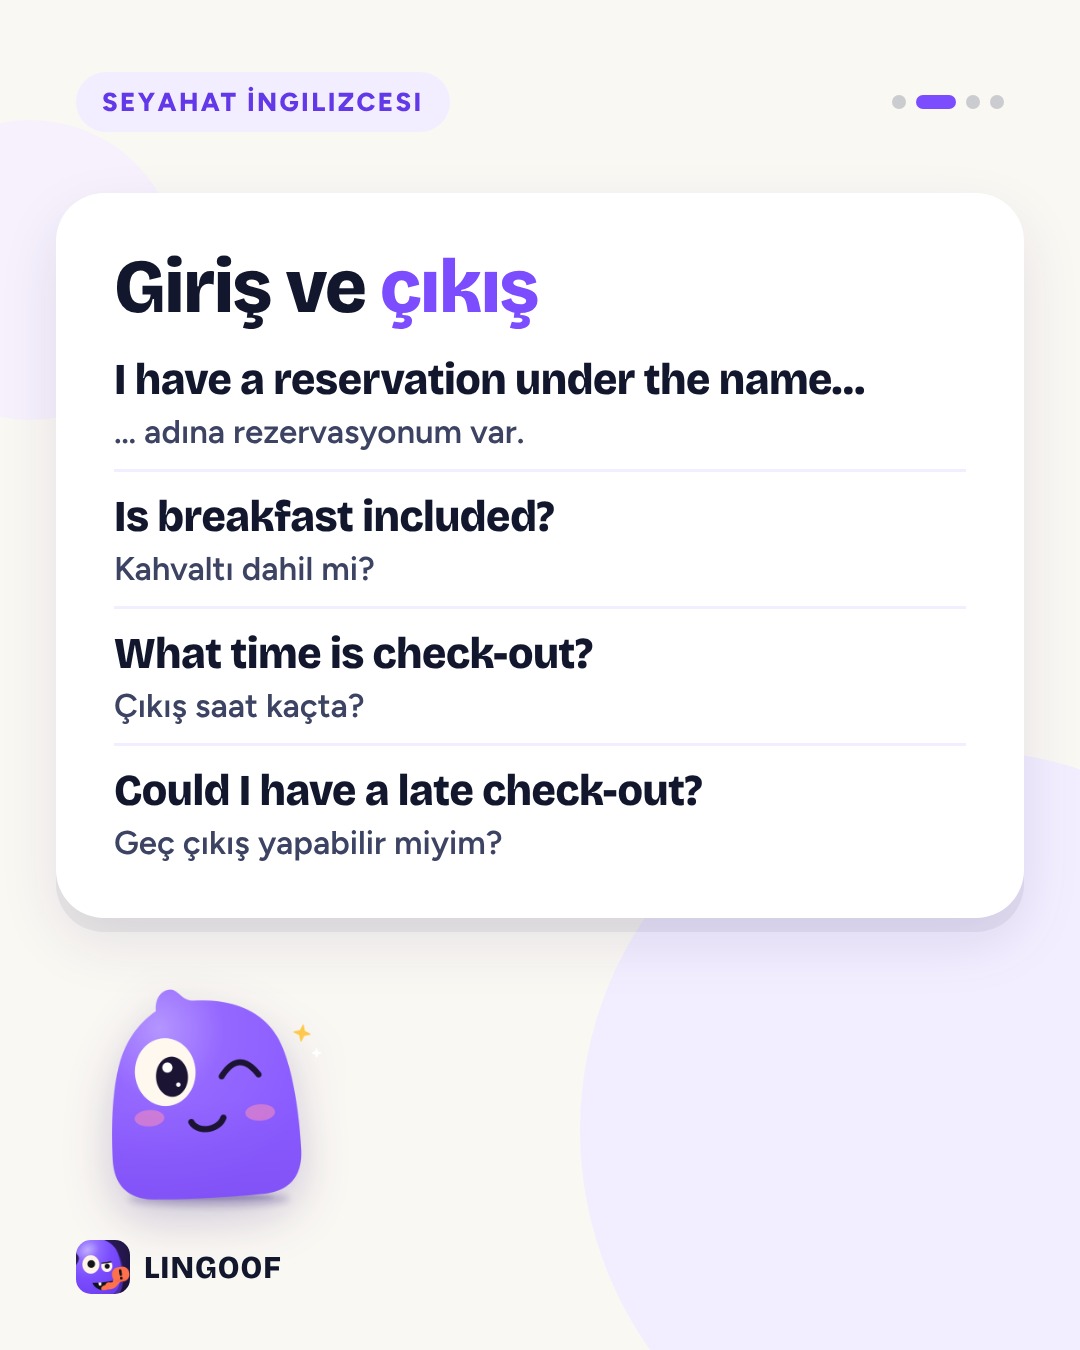 SEYAHAT İNGILIZCESI
Giriş ve çıkış
I have a reservation under the name...
... adına rezervasyonum var.
Is breakfast included?
Kahvaltı dahil mi?
What time is check-out?
Çıkış saat kaçta?
Could I have a late check-out?
Geç çıkış yapabilir miyim?
LINGOOF